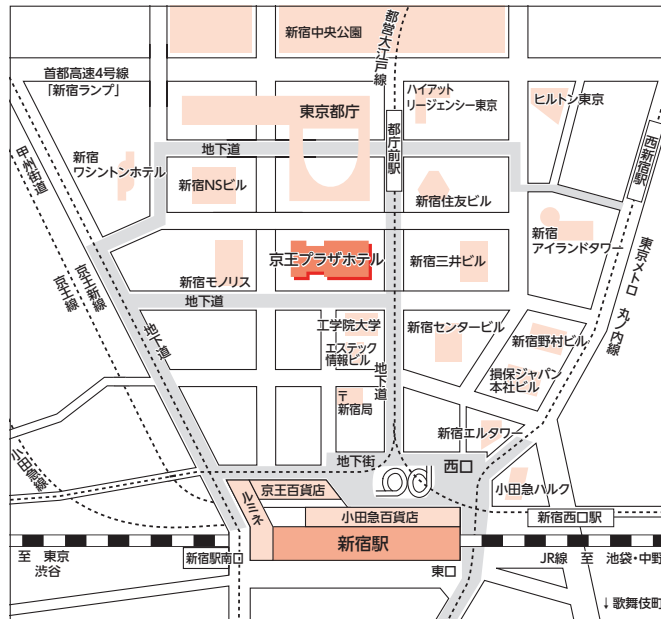 新宿中央公園
都営大江戸線
首都高速4号線
「新宿ランプ」
ハイアット
リージェンシー東京
ヒルトン東京
東京都庁
都庁前駅
西新宿駅
甲州街道
地下道
新宿
ワシントンホテル
新宿NSビル
新宿住友ビル
新宿
アイランドタワー
京王プラザホテル
新宿三井ビル
新宿モノリス
京王線
京王新線
地下道
東京メトロ 丸ノ内線
地下道
工学院大学
新宿センタービル
新宿野村ビル
エステック
情報ビル
地下道
損保ジャパン
本社ビル
〒
新宿局
新宿エルタワー
小田急線
地下街
西口
京王百貨店
小田急ハルク
ルミネ
小田急百貨店
新宿西口駅
新宿駅
至 東京
渋谷
新宿駅南口
東口
JR線 至 池袋・中野
↓歌舞伎町